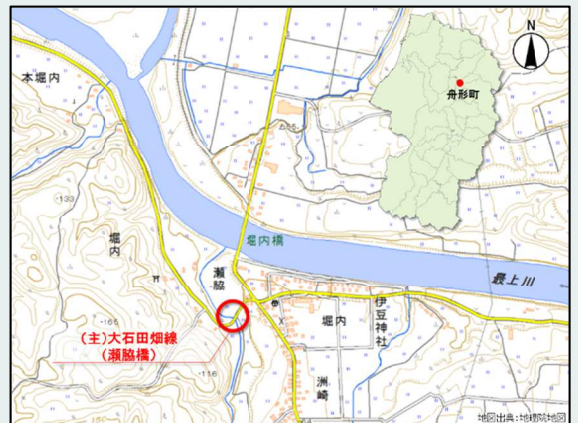 N
本堀内
舟形町
·133
堀内
堀内橋
瀬脇
最上川
伊豆神社
堀内
(主)大石田畑線
(瀬脇橋)
·165
·116
洲崎
地図出典:地理院地図